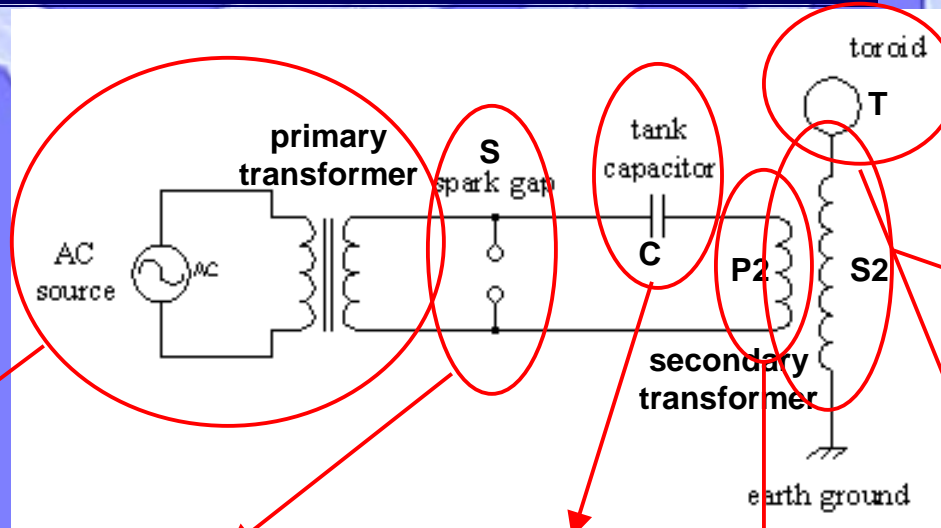 toroid
T
primary
transformer
S
spark gap
tank
capacitor
AC
source
AC
C
P2
S2
secondary
transformer
earth ground